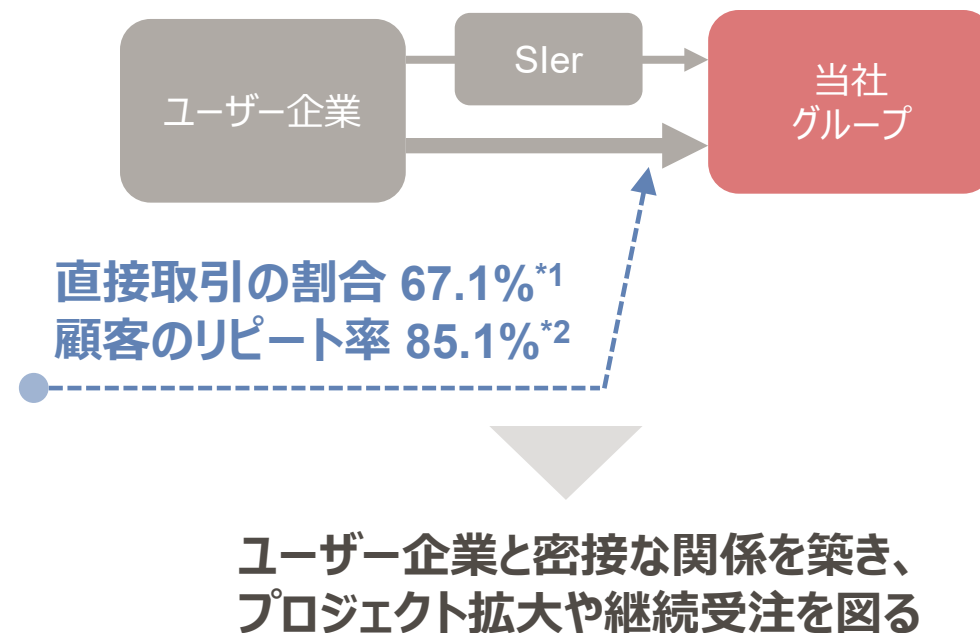 SIer
ユーザー企業
当社
グループ
直接取引の割合 67.1%*1
顧客のリピート率 85.1%*2
ユーザー企業と密接な関係を築き、
プロジェクト拡大や継続受注を図る